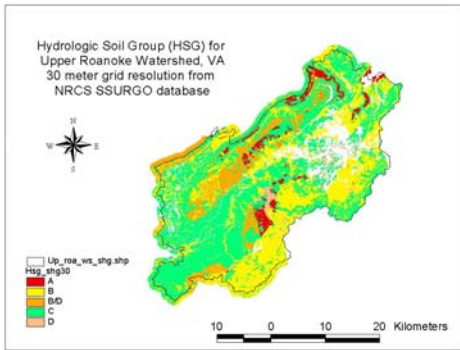 Hydrologic Soil Group (HSG) for
Upper Roanoke Watershed, VA
30 meter grid resolution from
NRCS SSURGO database
N
W E
S
Up_roa_ws_shg.shp
Hsg_shg30
A
B
B/D
C
D
10 0 10 20 Kilometers